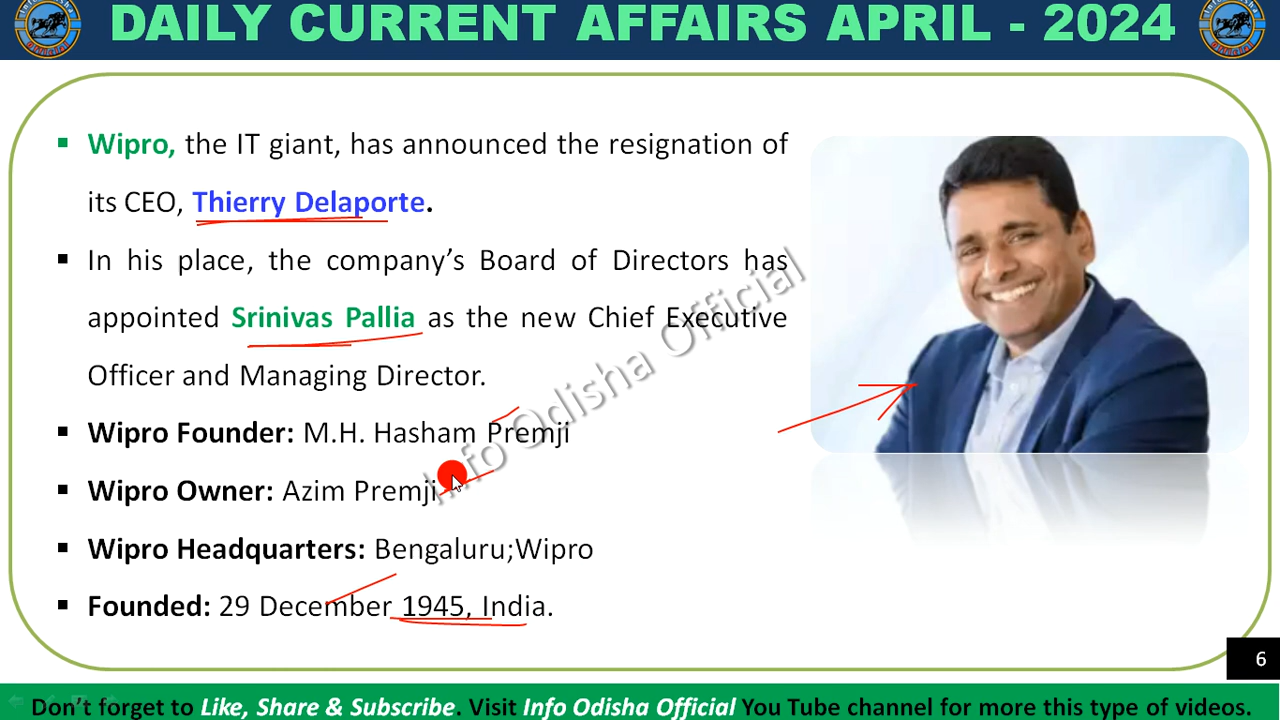 DAILY CURRENT AFFAIRS APRIL - 2024
Wipro, the IT giant, has announced the resignation of
its CEO, Thierry Delaporte.
In his place, the company's Board of Directors has
appointed Srinivas Pallia as the new Chief Executive
Officer and Managing Director.
Wipro Founder: M.H. Hasham Premji
Wipro Owner: Azim Premji
Wipro Headquarters: Bengaluru;Wipro
Founded: 29 December 1945, India.
Info Odisha Official
6
Don't forget to Like, Share & Subscribe. Visit Info Odisha Official You Tube channel for more this type of videos.